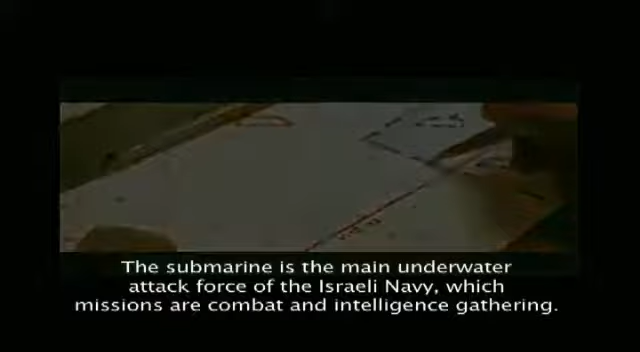 The submarine is the main underwater
attack force of the Israeli Navy, which
missions are combat and intelligence gathering.